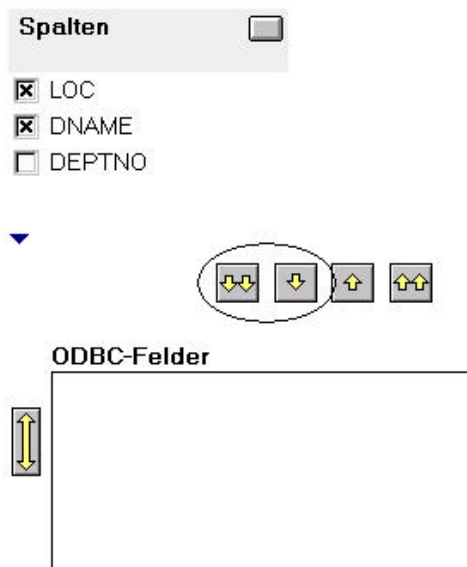 Spalten
LOC
DNAME
DEPTNO
ODBC-Felder